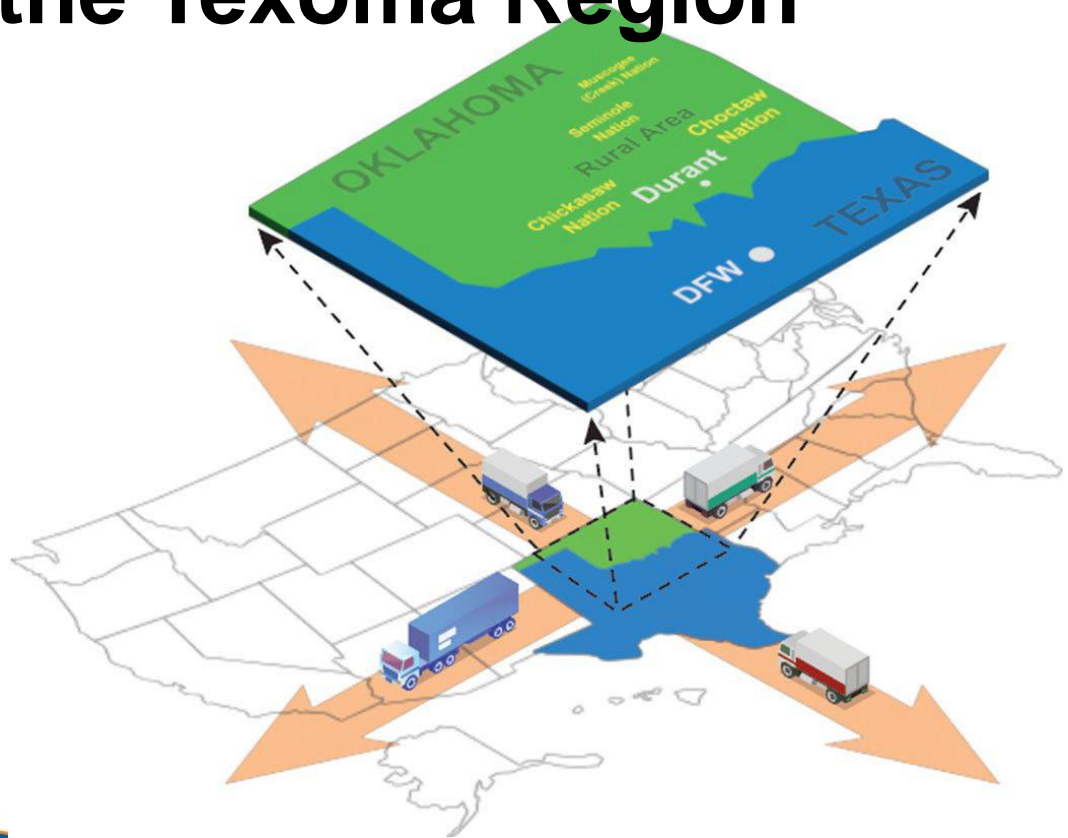 the Texoma Region
OKLAHOMA
Muscogee
(Creek) Nation
Seminole
Nation
Rural Area
Choctaw
Nation
Chickasaw
Nation
Durant
TEXAS
DFW